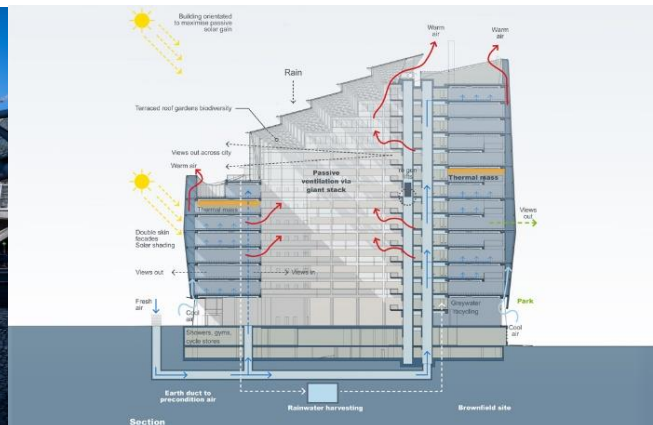 Building orientated
to maximise passive
solar gain
Warm
air
Warm
air
Rain
Terraced roof gardens biodiversity
Views out across city
Warm air
Passive
ventilation via
giant stack
Thermal mass
Thermal mass
Views
out
Double skin
facades
Solar shading
Views out
Views in
Fresh
air
Cool
air
Park
Greywater
recycling
Cool
air
Showers, gyms,
cycle stores
Earth duct to
precondition air
Rainwater harvesting
Brownfield site
Section